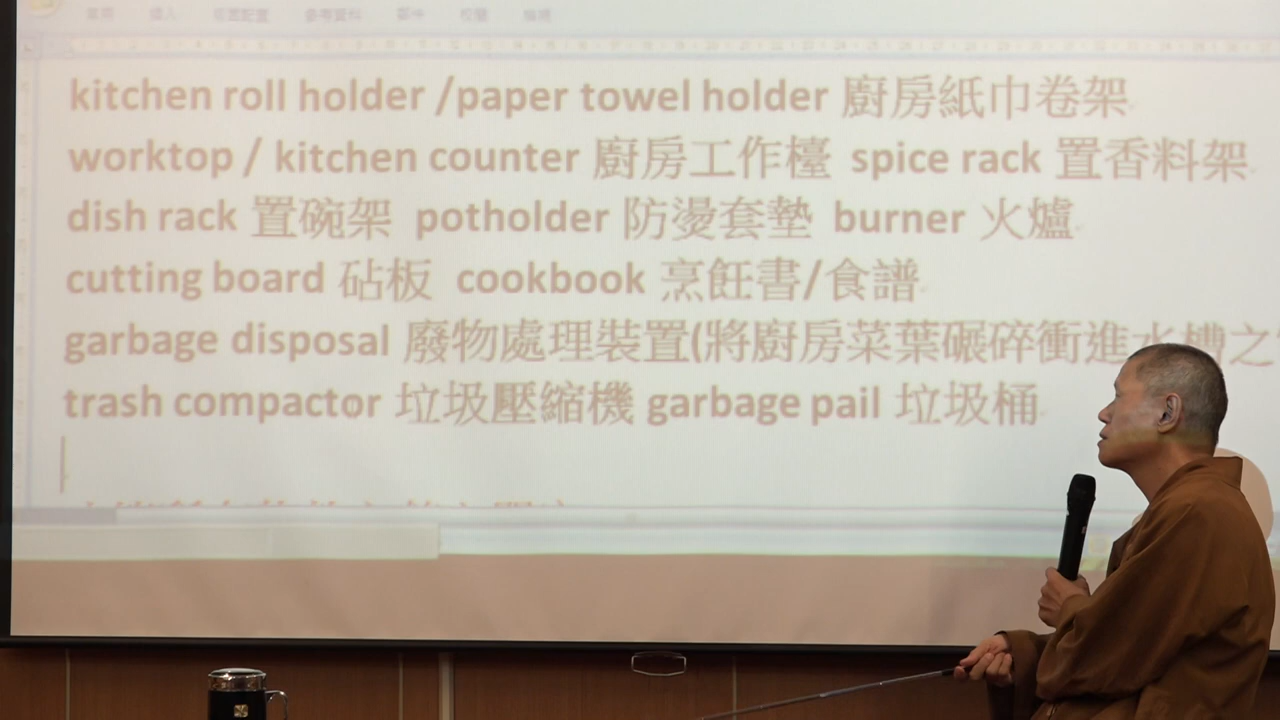 kitchen roll holder /paper towel holder 廚房紙巾卷架
worktop / kitchen counter 廚房工作檯 spice rack 置香料架
dish rack 置碗架 potholder 防燙套墊 burner 火爐
cutting board 砧板 cookbook 烹飪書/食譜
garbage disposal 廢物處理裝置(將廚房菜葉碾碎衝進水槽之
trash compactor 垃圾壓縮機 garbage pail 垃圾桶